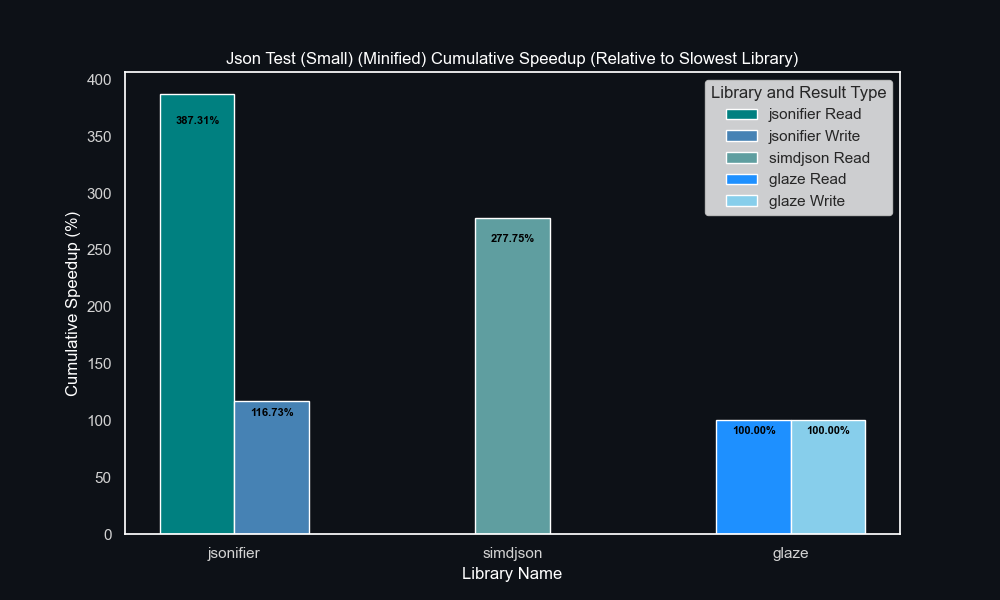 Json Test (Small) (Minified) Cumulative Speedup (Relative to Slowest Library)
Cumulative Speedup (%)
400
350
300
250
200
150
100
50
0
387.31%
116.73%
277.75%
100.00%
100.00%
Library and Result Type
jsonifier Read
jsonifier Write
simdjson Read
glaze Read
glaze Write
jsonifier
simdjson
glaze
Library Name